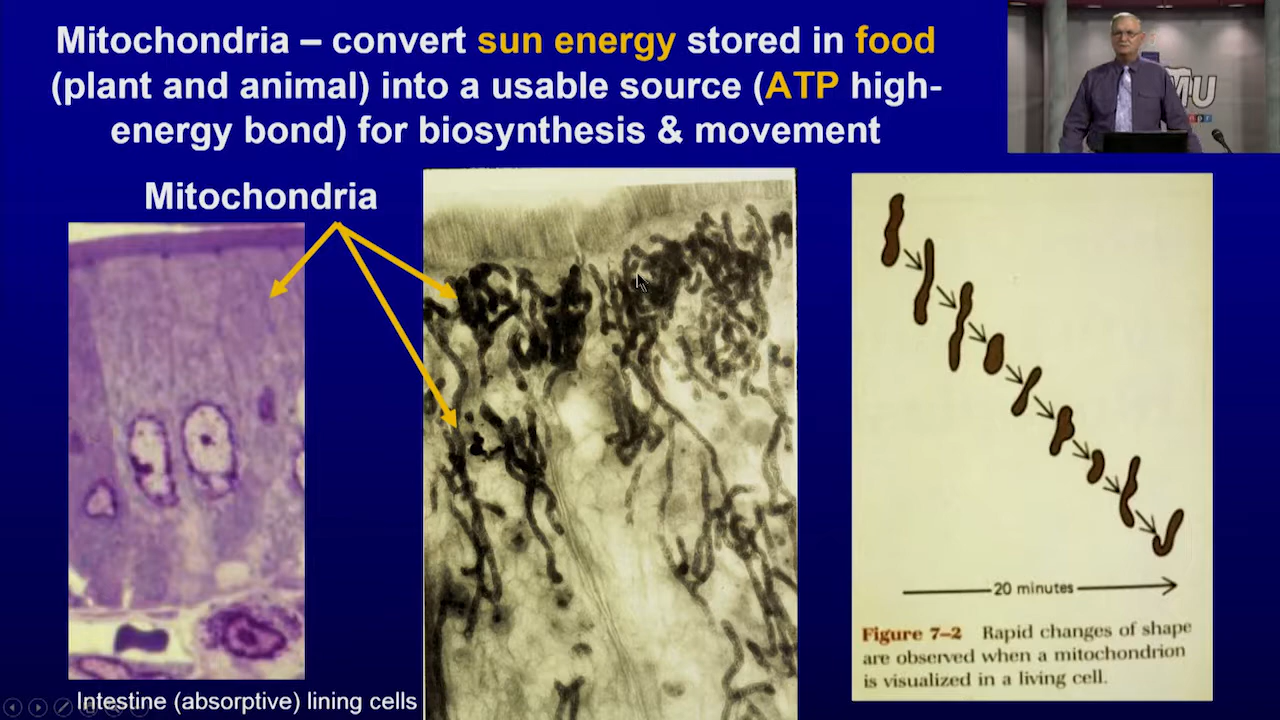 Mitochondria – convert sun energy stored in food
(plant and animal) into a usable source (ATP high-
energy bond) for biosynthesis & movement
MU
Mitochondria
20 minutes
Figure 7–2 Rapid changes of shape
are observed when a mitochondrion
is visualized in a living cell.
Intestine (absorptive) lining cells